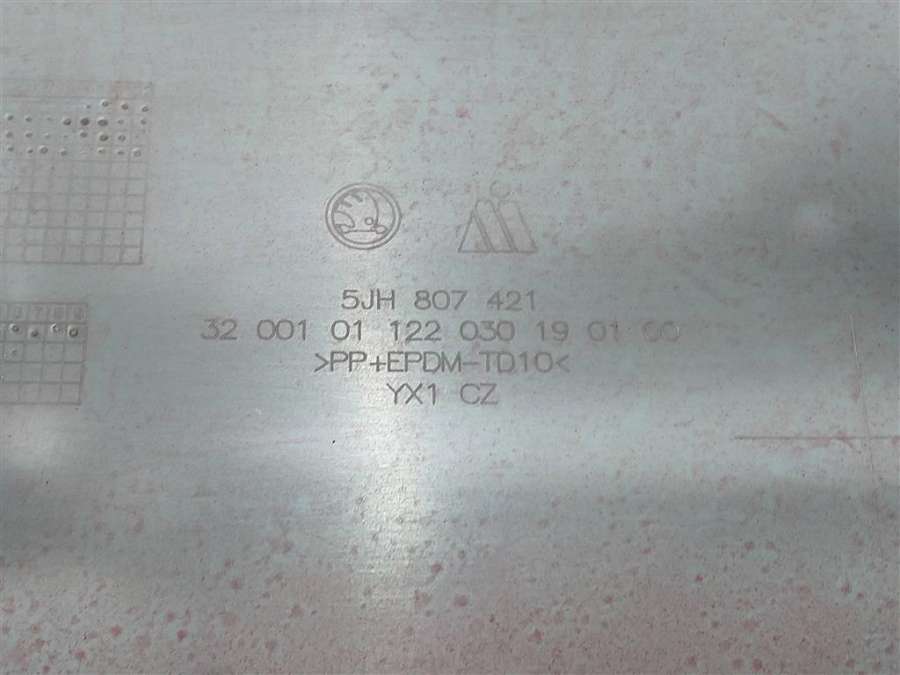 5JH 807 421
32 001 01 122 030 19 01 00
>PP+EPDM-TD10<
YX1 CZ